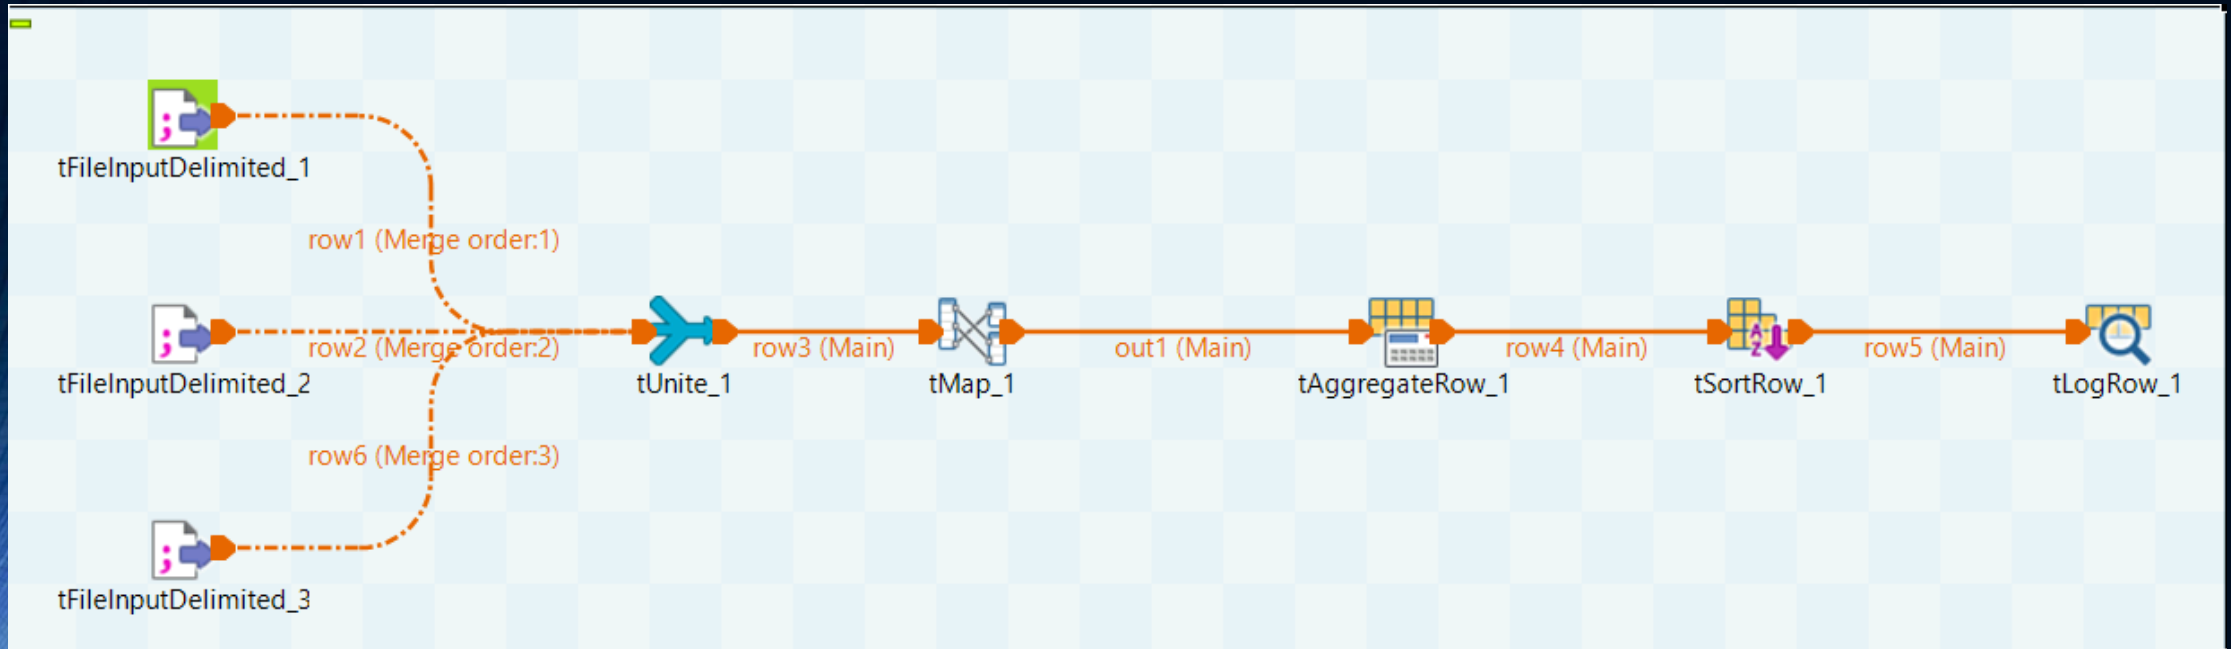 tFileInputDelimited_1
row1 (Merge order:1)
row2 (Merge order:2)
row3 (Main)
out1 (Main)
row4 (Main)
row5 (Main)
tFileInputDelimited_2
tUnite_1
tMap_1
tAggregateRow_1
tSortRow_1
tLogRow_1
row6 (Merge order:3)
tFileInputDelimited_3